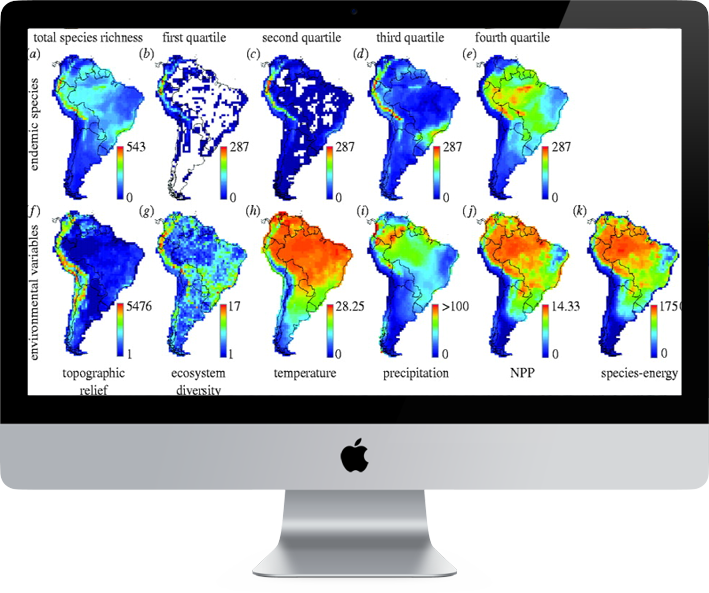 total species richness first quartile second quartile third quartile fourth quartile
(a) (b) (c) (d) (e)
endemic species
543 287 287 287 287
0 0 0 0 0
(f) (g) (h) (i) (j) (k)
environmental variables
5476 17 28.25 >100 14.33 1750
1 1 0 0 0 0
topographic ecosystem temperature precipitation NPP species-energy
relief diversity